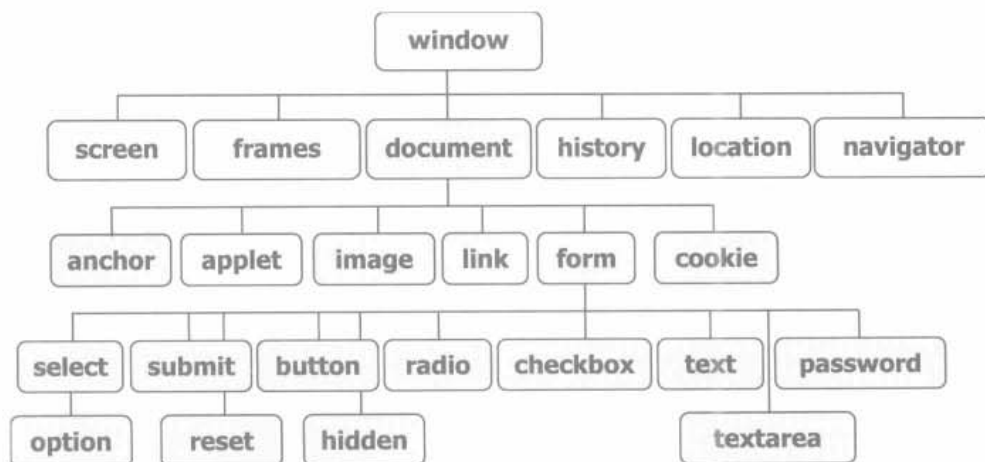 window
screen frames document history location navigator
anchor applet image link form cookie
select submit button radio checkbox text password
option reset hidden textarea